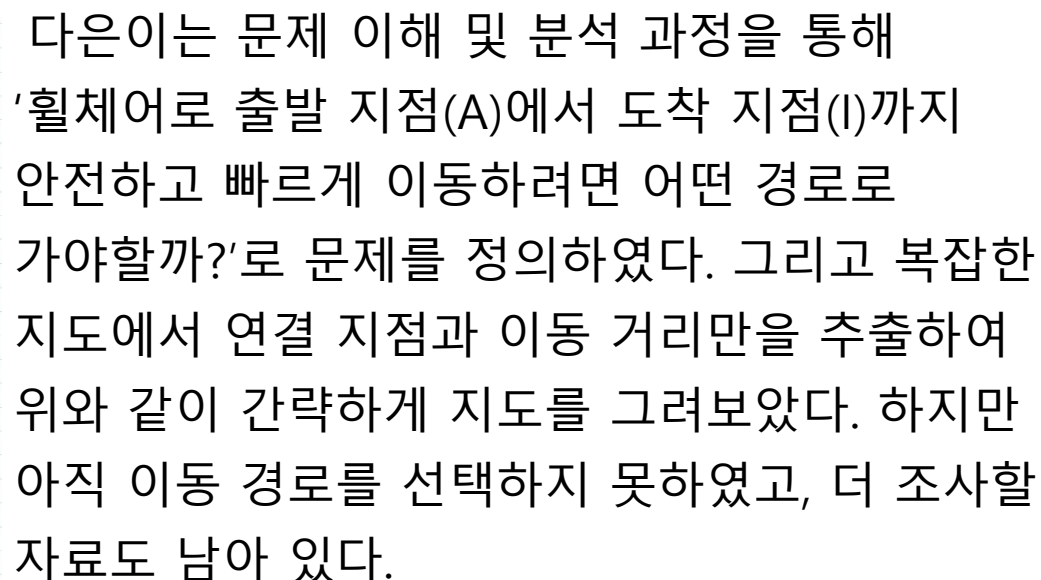 다은이는 문제 이해 및 분석 과정을 통해
'휠체어로 출발 지점(A)에서 도착 지점(I)까지
안전하고 빠르게 이동하려면 어떤 경로로
가야할까?'로 문제를 정의하였다. 그리고 복잡한
지도에서 연결 지점과 이동 거리만을 추출하여
위와 같이 간략하게 지도를 그려보았다. 하지만
아직 이동 경로를 선택하지 못하였고, 더 조사할
자료도 남아 있다.